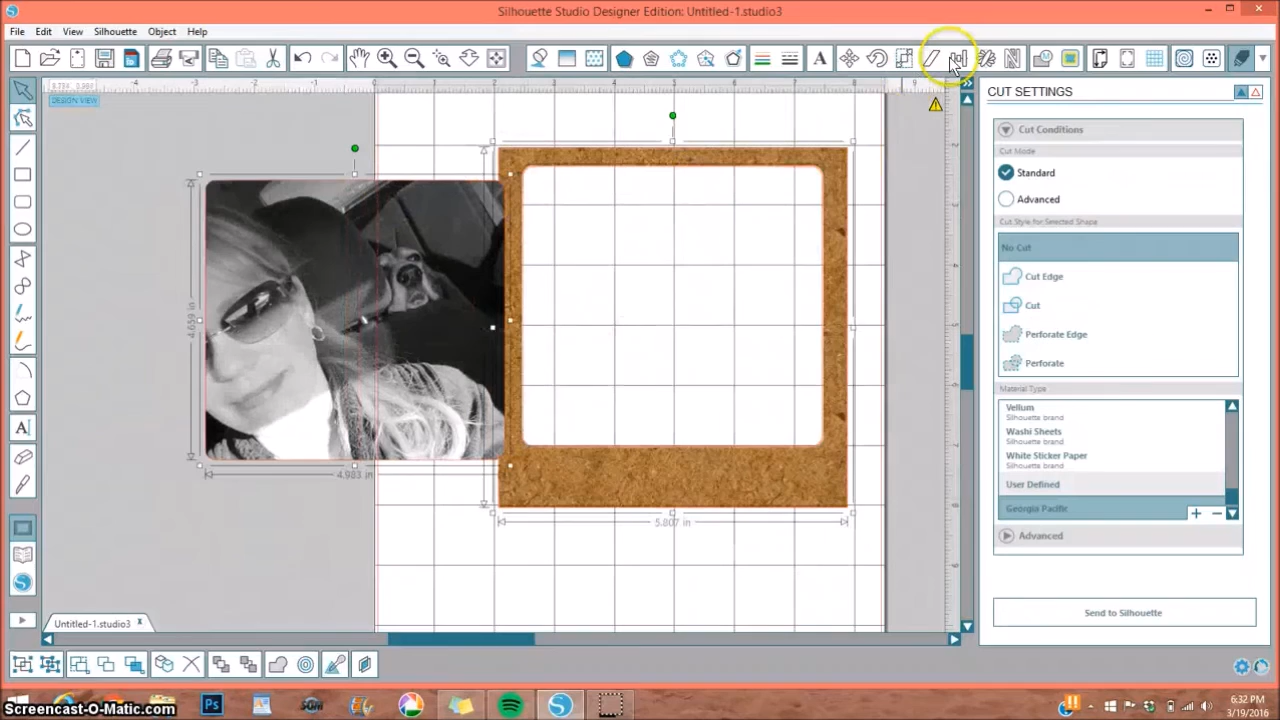 Silhouette Studio Designer Edition: Untitled-1.studio3
File Edit View Silhouette Object Help
DESIGN VIEW
CUT SETTINGS
Cut Conditions
Cut Mode
Standard
Advanced
Cut Style for Selected Shape
No Cut
Cut Edge
Cut
Perforate Edge
Perforate
Material Type
Vellum
Silhouette brand
Washi Sheets
Silhouette brand
White Sticker Paper
Silhouette brand
User Defined
Georgia Pacific
Advanced
Send to Silhouette
4.659 in
4.983 in
5.807 in
Untitled-1.studio3
Screencast-O-Matic.com
6:32 PM
3/19/2016